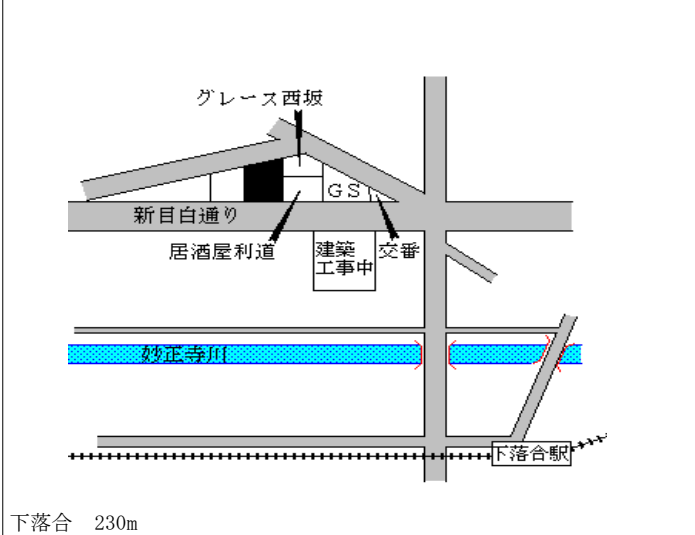 グレース西坂
GS
新目白通り
居酒屋利道
建築
工事中
交番
妙正寺川
下落合駅
下落合　230m